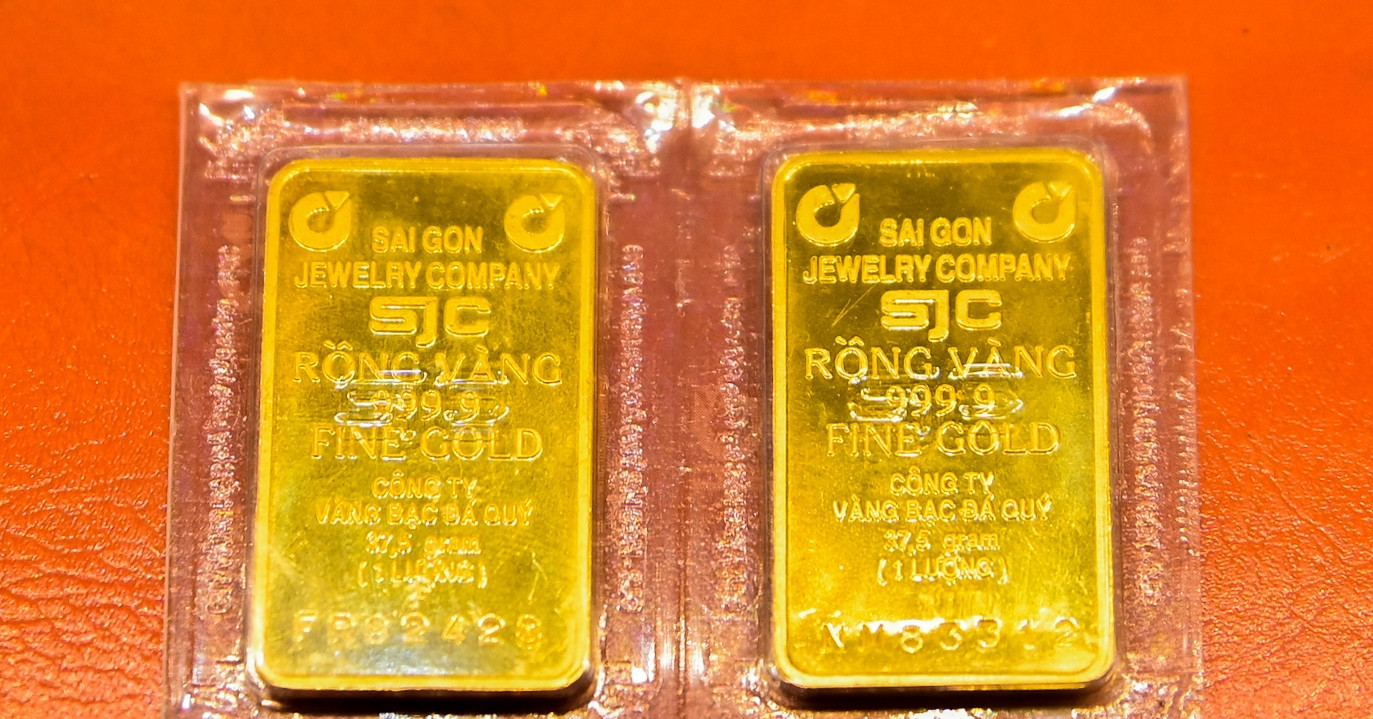 SAI GON
JEWELRY COMPANY
SJC
RỒNG VÀNG
999.9
FINE GOLD
CÔNG TY
VÀNG BẠC ĐÁ QUÝ
37,5 gram
(1 LƯỢNG)
SAI GON
JEWELRY COMPANY
SJC
RỒNG VÀNG
999.9
FINE GOLD
CÔNG TY
VÀNG BẠC ĐÁ QUÝ
37,5 gram
(1 LƯỢNG)